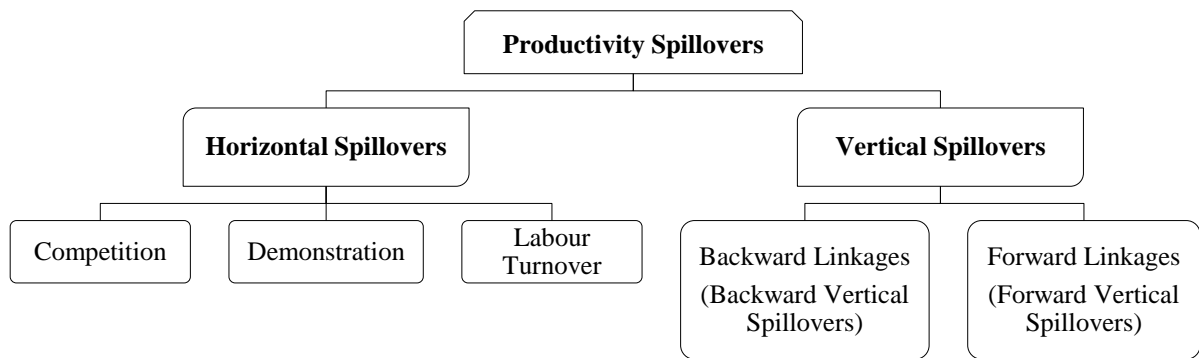 Productivity Spillovers
Horizontal Spillovers
Vertical Spillovers
Competition
Demonstration
Labour
Turnover
Backward Linkages
(Backward Vertical
Spillovers)
Forward Linkages
(Forward Vertical
Spillovers)